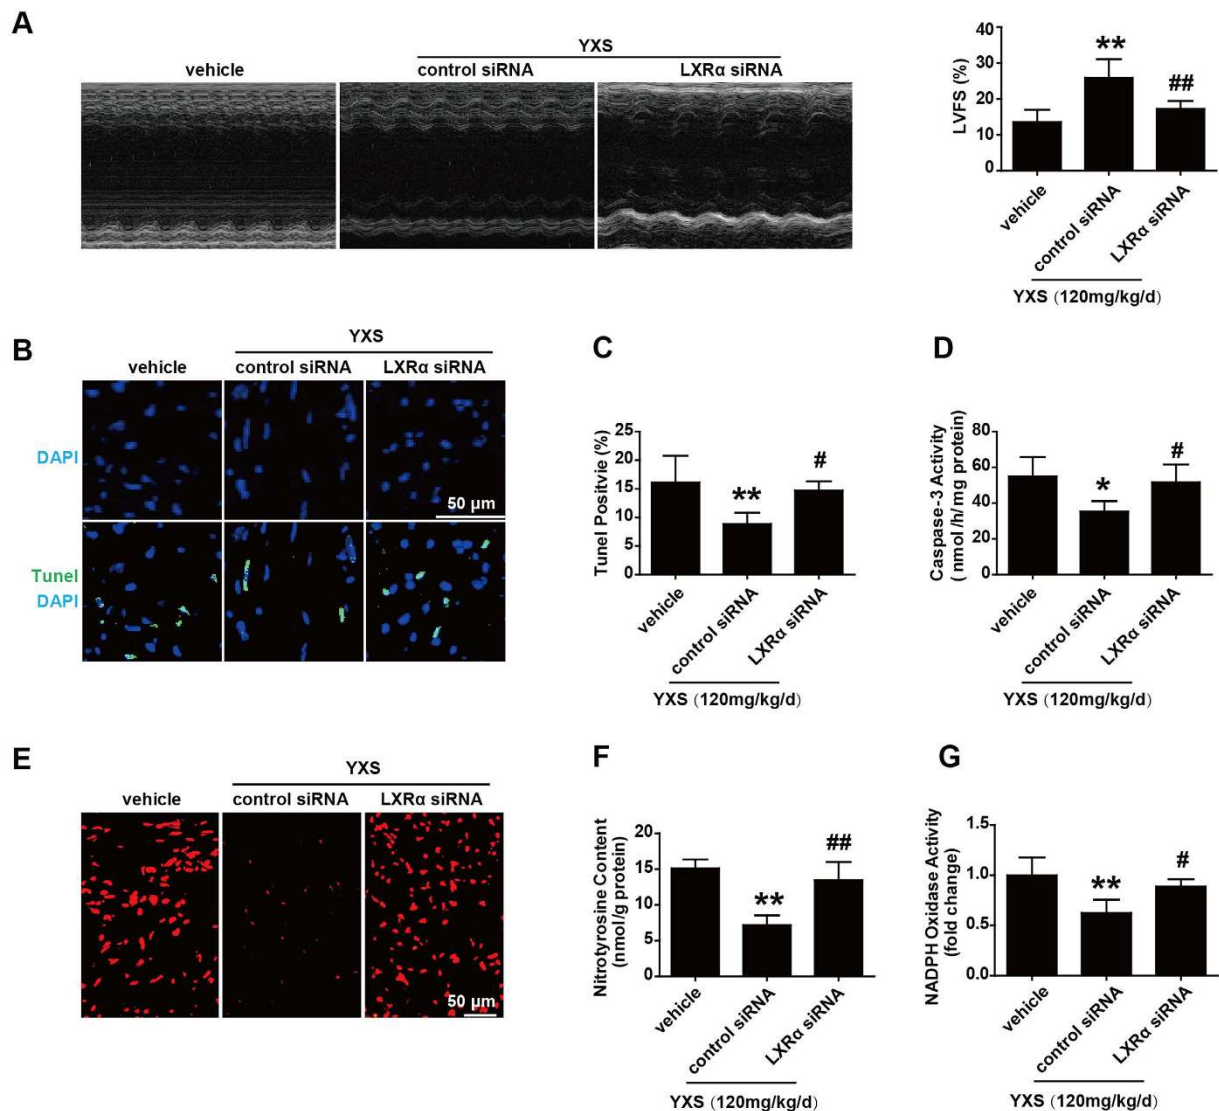 A
YXS
vehicle
control siRNA
LXRα siRNA
LVFS (%)
40
30
20
10
0
**
##
vehicle
control siRNA
LXRα siRNA
YXS (120mg/kg/d)
B
YXS
vehicle
control siRNA
LXRα siRNA
DAPI
50 μm
Tunel
DAPI
C
Tunel Positvie (%)
25
20
15
10
5
0
**
#
vehicle
control siRNA
LXRα siRNA
YXS (120mg/kg/d)
D
Caspase-3 Activity
( nmol /h/ mg protein)
80
60
40
20
0
*
#
vehicle
control siRNA
LXRα siRNA
YXS (120mg/kg/d)
E
YXS
vehicle
control siRNA
LXRα siRNA
50 μm
F
Nitrotyrosine Content
(nmol/g protein)
20
15
10
5
0
**
##
vehicle
control siRNA
LXRα siRNA
YXS (120mg/kg/d)
G
NADPH Oxidase Activity
(fold change)
1.5
1.0
0.5
0.0
**
#
vehicle
control siRNA
LXRα siRNA
YXS (120mg/kg/d)